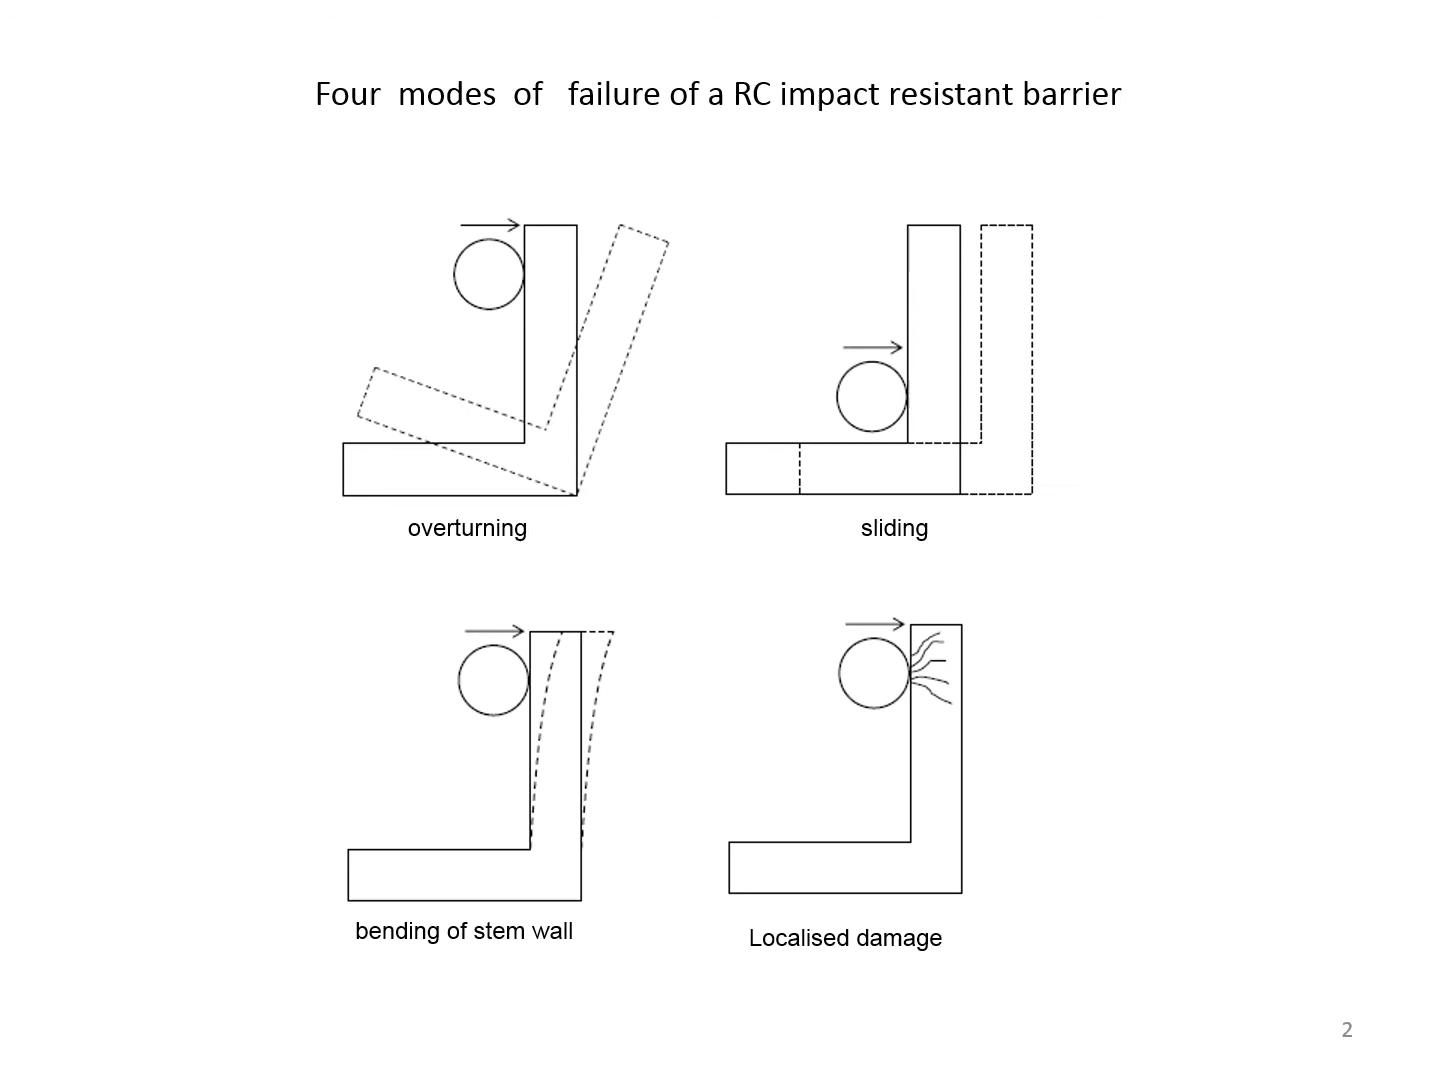 Four modes of failure of a RC impact resistant barrier
overturning
sliding
bending of stem wall
Localised damage
2